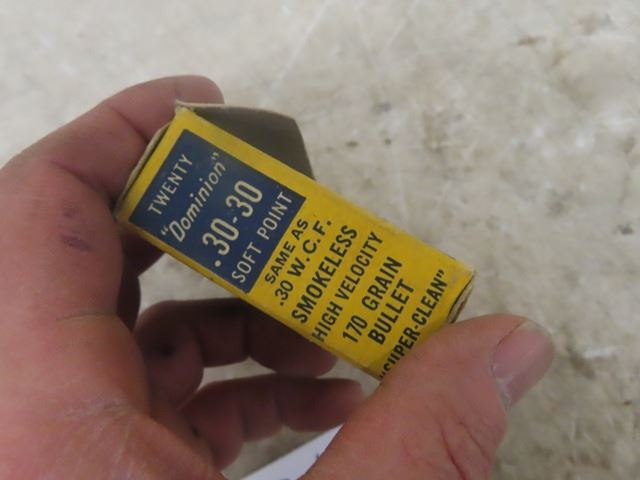 TWENTY
"Dominion"
.30-30
SOFT POINT
SAME AS
.30 W.C.F.
SMOKELESS
HIGH VELOCITY
170 GRAIN
BULLET
"SUPER-CLEAN"